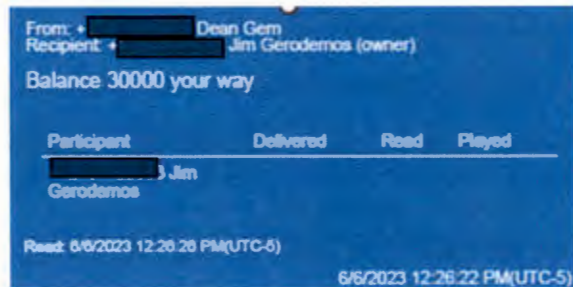 From: + Dean Gem
Recipient: + Jim Gerodemos (owner)
Balance 30000 your way
Participant Delivered Read Played
Jim
Gerodemos
Read: 6/6/2023 12:26:26 PM(UTC-5)
6/6/2023 12:26:22 PM(UTC-5)